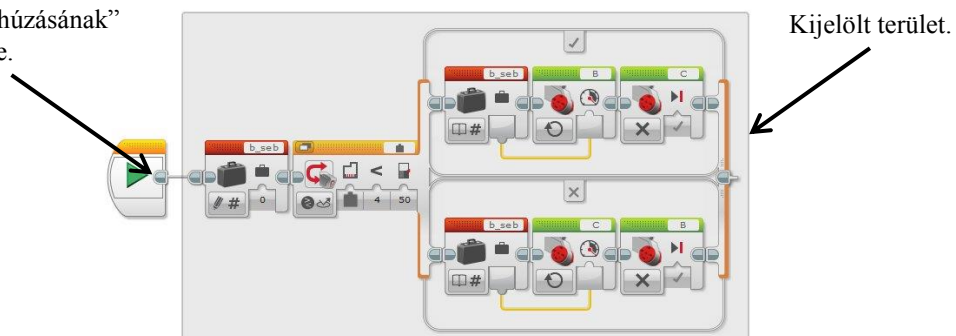 húzásának”
e.
Kijelölt terület.
b_seb
B
C
#
b_seb
# 0
< 4 50
b_seb
C
B
#